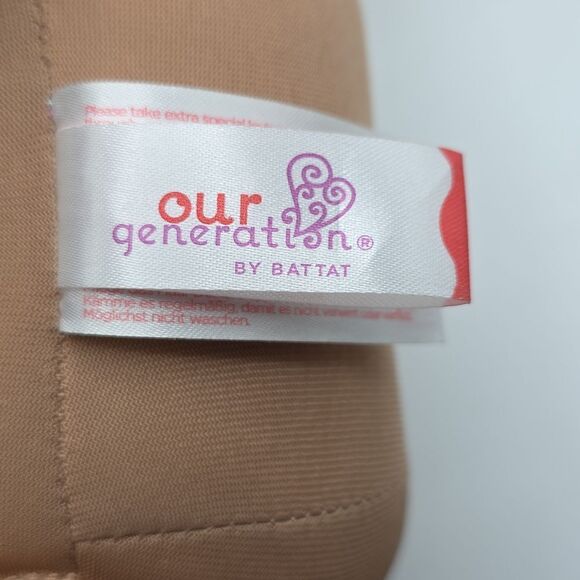 Please take extra special
our
generation®
BY BATTAT
Kämme es regelmäßig, damit es nicht
Möglichst nicht waschen.